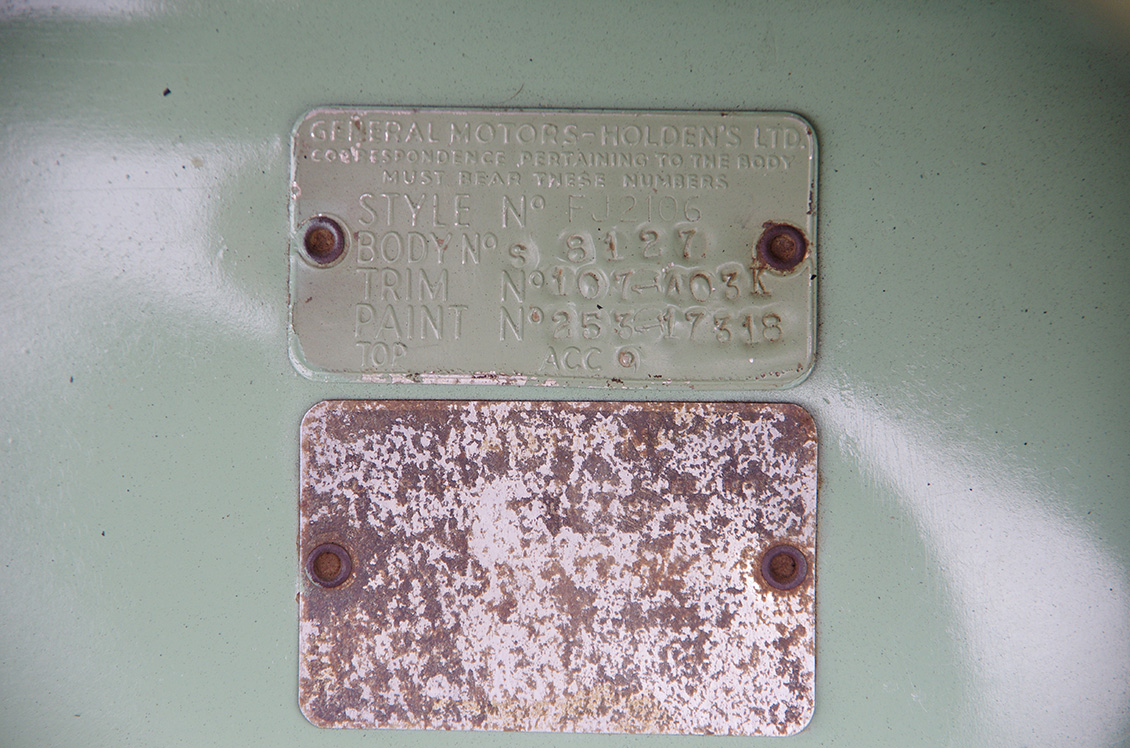 GENERAL MOTORS-HOLDEN'S LTD.
CORRESPONDENCE PERTAINING TO THE BODY
MUST BEAR THESE NUMBERS
STYLE Nº FJ2106
BODY Nº S 8127
TRIM Nº 107-A03K
PAINT Nº 253-17318
TOP ACC